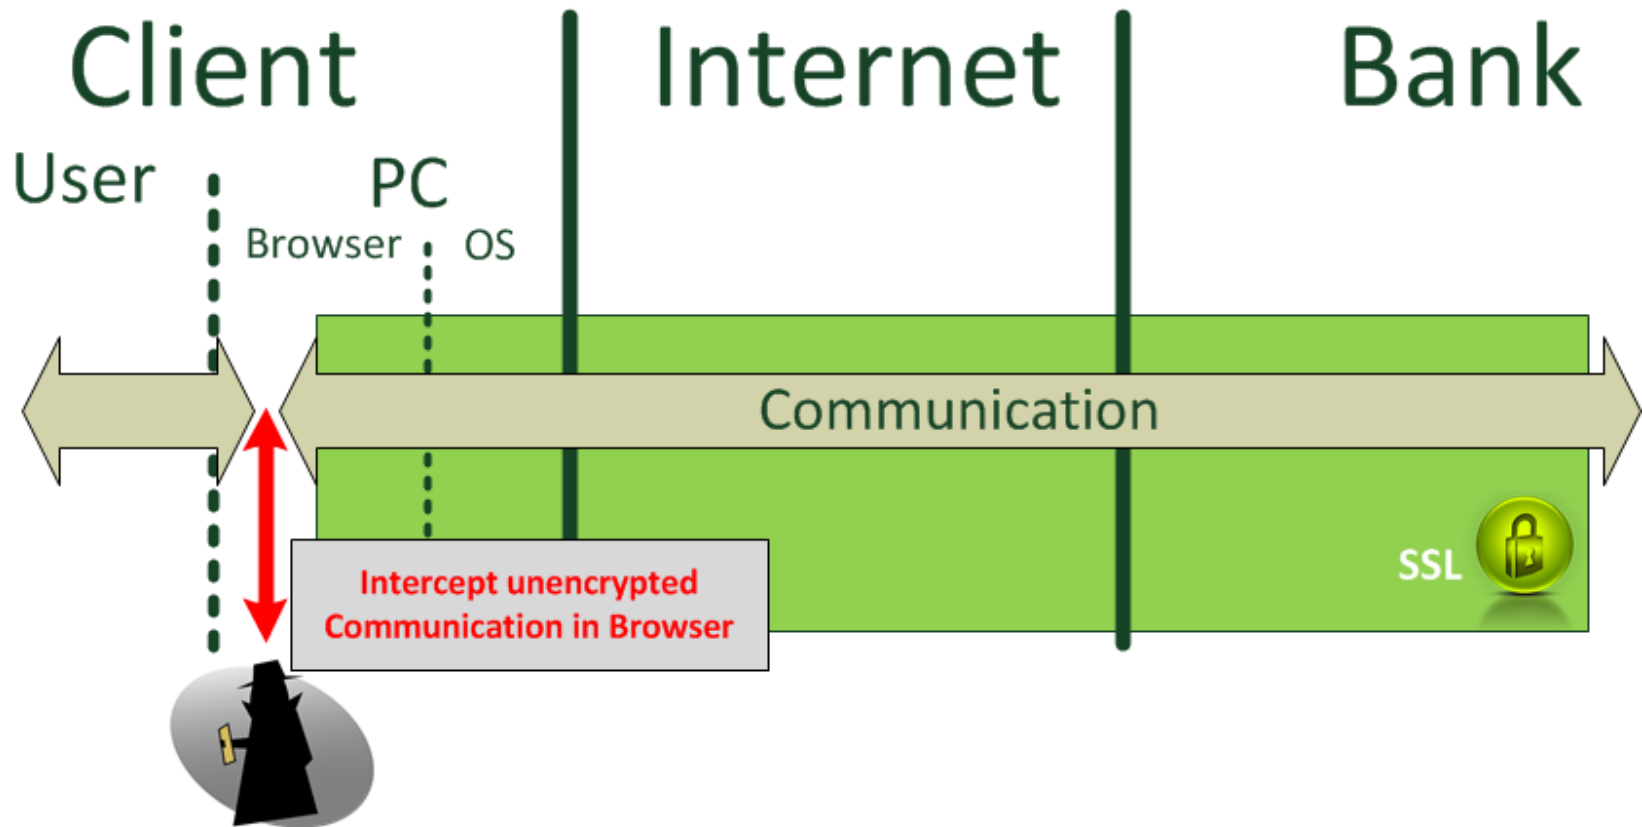 Client
Internet
Bank
User
PC
Browser
OS
Communication
SSL
Intercept unencrypted
Communication in Browser